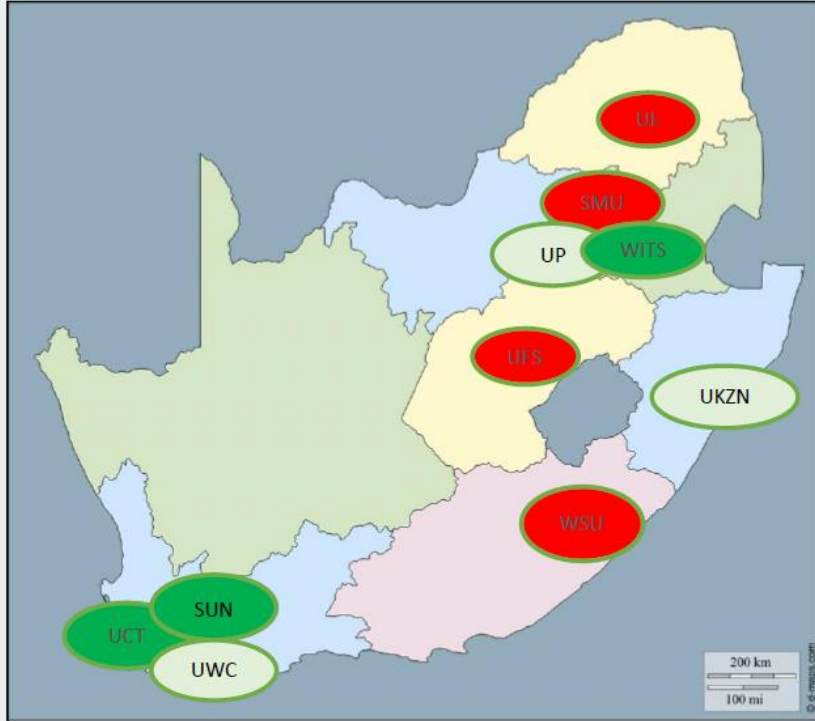 UL
SMU
UP
WITS
UFS
UKZN
WSU
SUN
UCT
UWC
200 km
100 mi
© d-maps.com